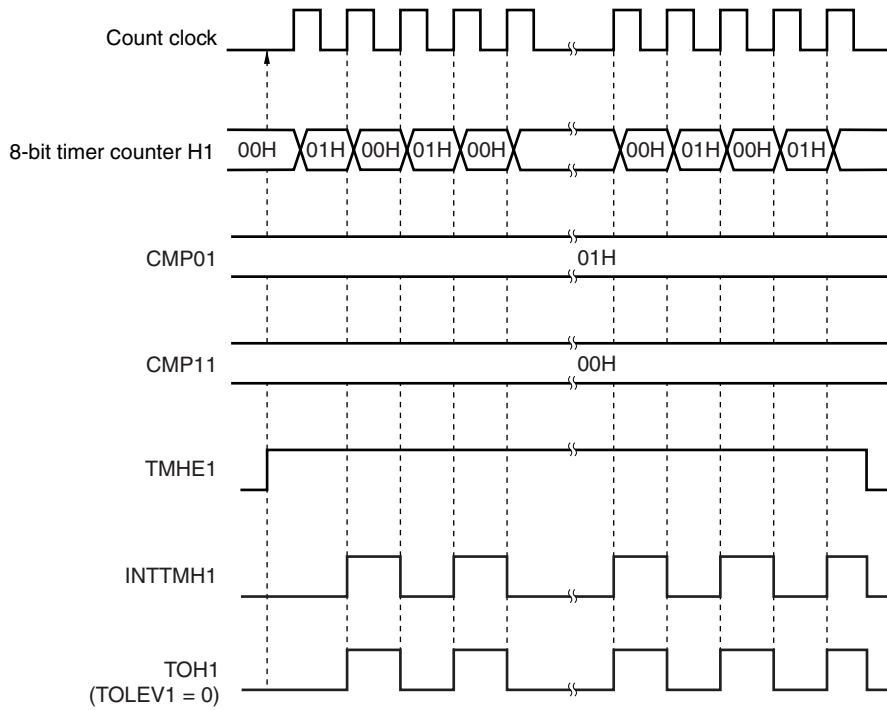 Count clock
8-bit timer counter H1 00H 01H 00H 01H 00H 00H 01H 00H 01H
CMP01 01H
CMP11 00H
TMHE1
INTTMH1
TOH1
(TOLEV1 = 0)